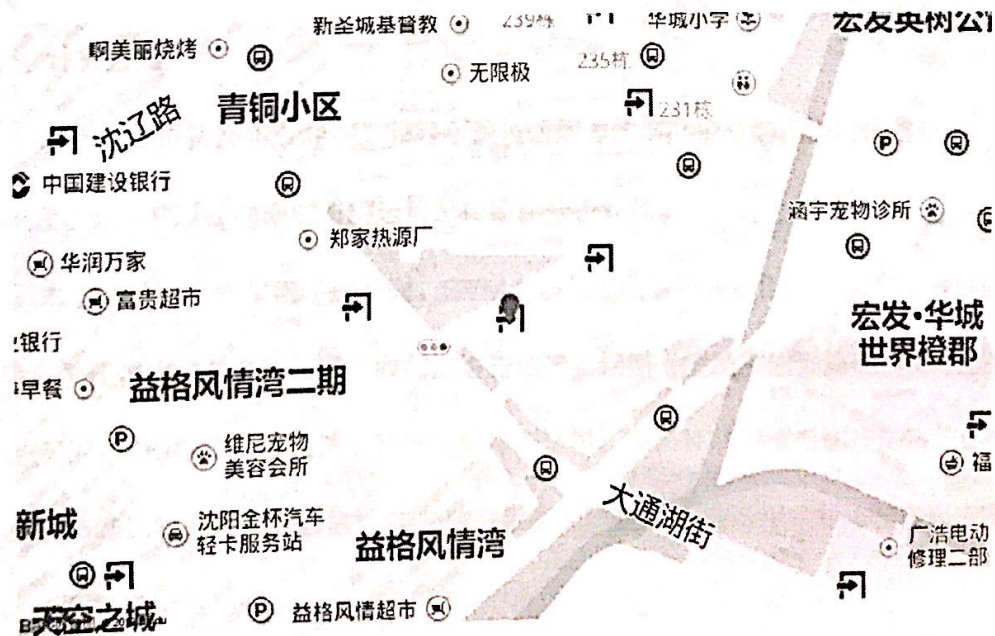 新圣城基督教
239栋
华城小学
宏发英树公
啊美丽烧烤
无限极
235栋
231栋
沈辽路
青铜小区
P
中国建设银行
涵宇宠物诊所
郑家热源厂
华润万家
富贵超市
宏发·华城
世界橙郡
银行
早餐
益格风情湾二期
P
维尼宠物
美容会所
福
大通湖街
新城
沈阳金杯汽车
轻卡服务站
益格风情湾
广浩电动
修理二部
天空之城
P
益格风情超市